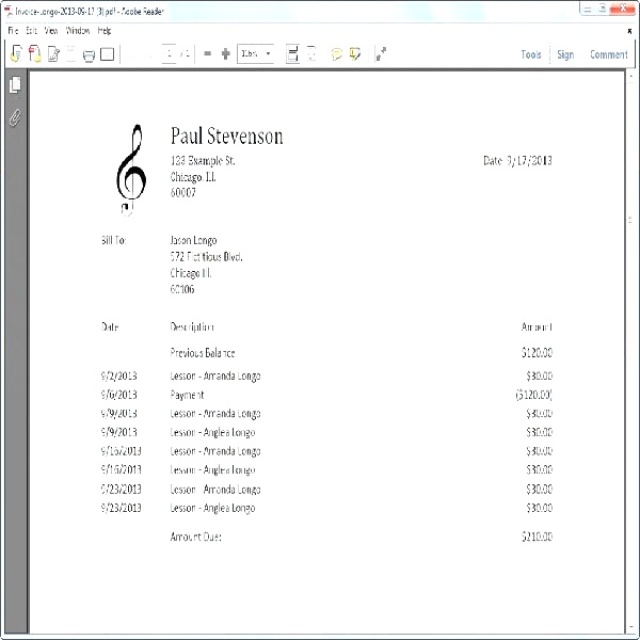 Invoice-Longo-2013-09-17 (3).pdf - Adobe Reader
File Edit View Window Help
1 / 1
Tools Sign Comment
Paul Stevenson
123 Example St.
Chicago, Ill.
60007
Date: 9/17/2013
Bill To: Jason Longo
572 Fictitious Blvd.
Chicago Ill.
60106
Date Description Amount
Previous Balance $120.00
9/2/2013 Lesson - Amanda Longo $30.00
9/6/2013 Payment ($120.00)
9/9/2013 Lesson - Amanda Longo $30.00
9/9/2013 Lesson - Anglea Longo $30.00
9/16/2013 Lesson - Amanda Longo $30.00
9/16/2013 Lesson - Anglea Longo $30.00
9/23/2013 Lesson - Amanda Longo $30.00
9/23/2013 Lesson - Anglea Longo $30.00
Amount Due: $210.00